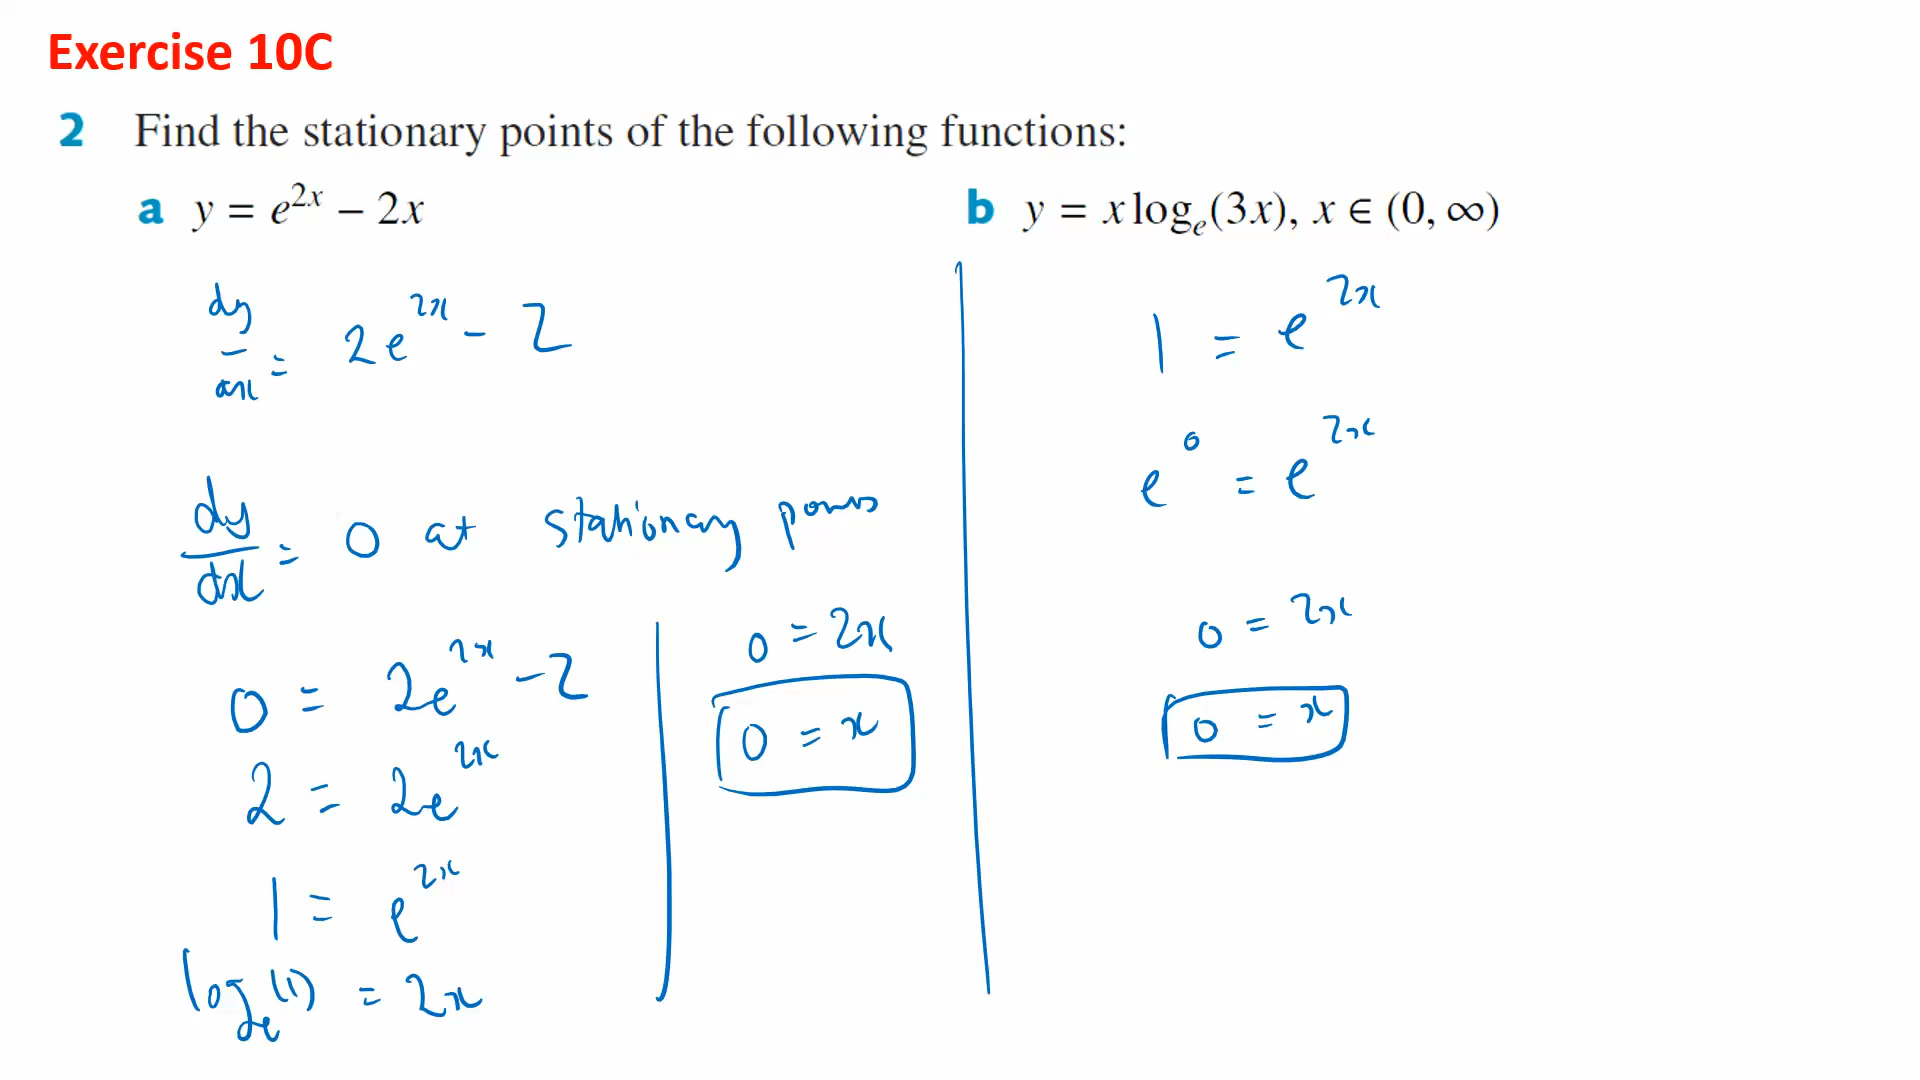 Exercise 10C
2 Find the stationary points of the following functions:
a y = e^{2x} − 2x
b y = x log_e(3x), x ∈ (0, ∞)
dy/dx = 2e^{2x} - 2
dy/dx = 0 at stationary points
0 = 2e^{2x} - 2
2 = 2e^{2x}
1 = e^{2x}
log_e(1) = 2x
0 = 2x
0 = x
1 = e^{2x}
e^0 = e^{2x}
0 = 2x
0 = x